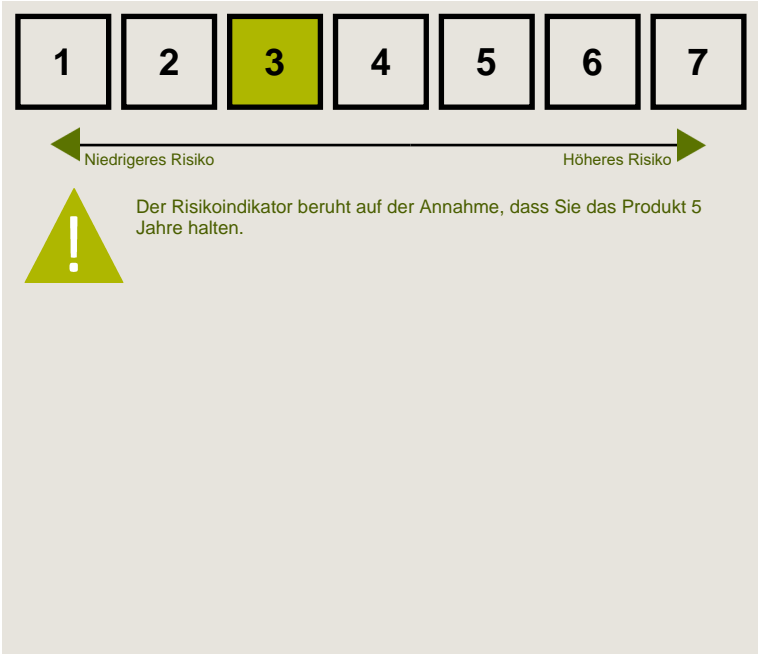 1 2 3 4 5 6 7
Niedrigeres Risiko Höheres Risiko
Der Risikoindikator beruht auf der Annahme, dass Sie das Produkt 5
Jahre halten.